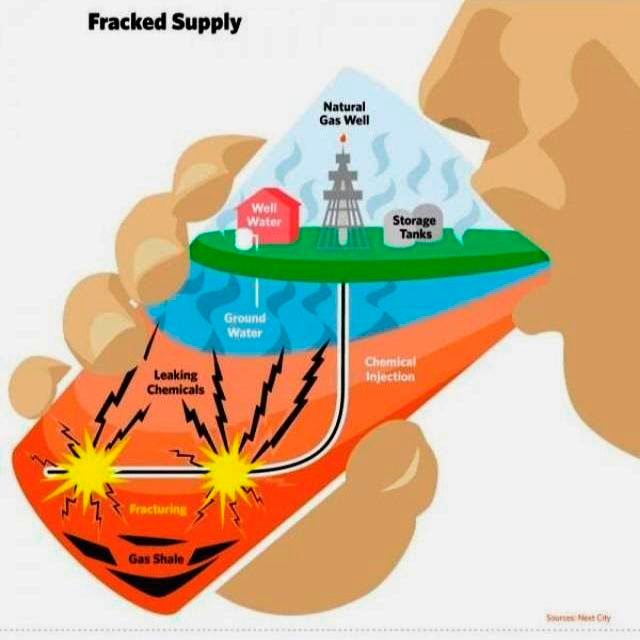 Fracked Supply
Natural
Gas Well
Well
Water
Storage
Tanks
Ground
Water
Chemical
Injection
Leaking
Chemicals
Fracturing
Gas Shale
Sources: Next City